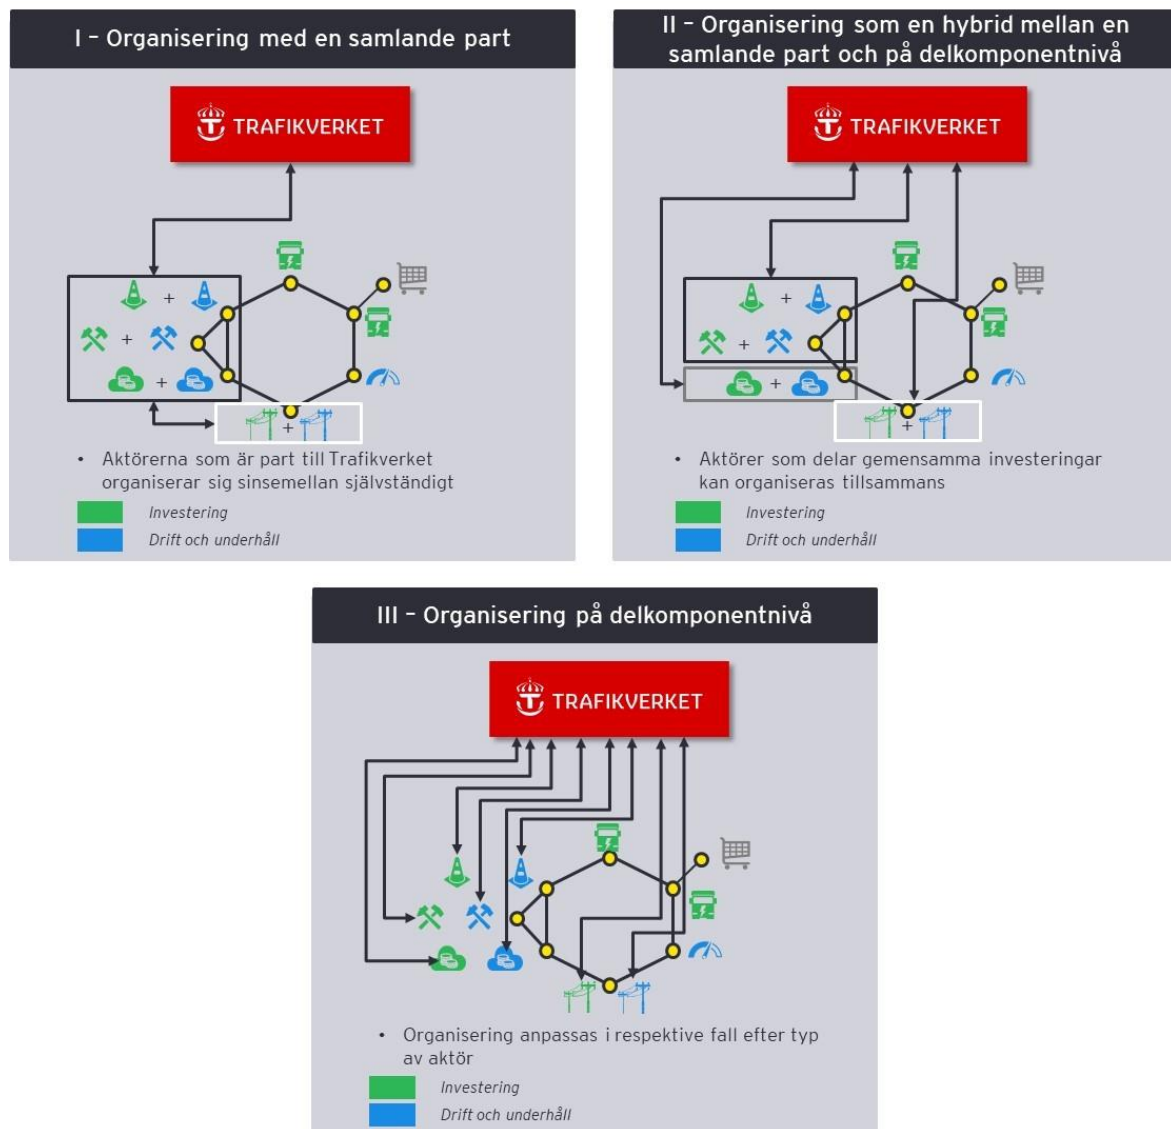 I – Organisering med en samlande part
TRAFIKVERKET
+
+
+
+
• Aktörerna som är part till Trafikverket
organiserar sig sinsemellan självständigt
Investering
Drift och underhåll
II – Organisering som en hybrid mellan en
samlande part och på delkomponentnivå
TRAFIKVERKET
+
+
+
+
• Aktörer som delar gemensamma investeringar
kan organiseras tillsammans
Investering
Drift och underhåll
III – Organisering på delkomponentnivå
TRAFIKVERKET
• Organisering anpassas i respektive fall efter typ
av aktör
Investering
Drift och underhåll